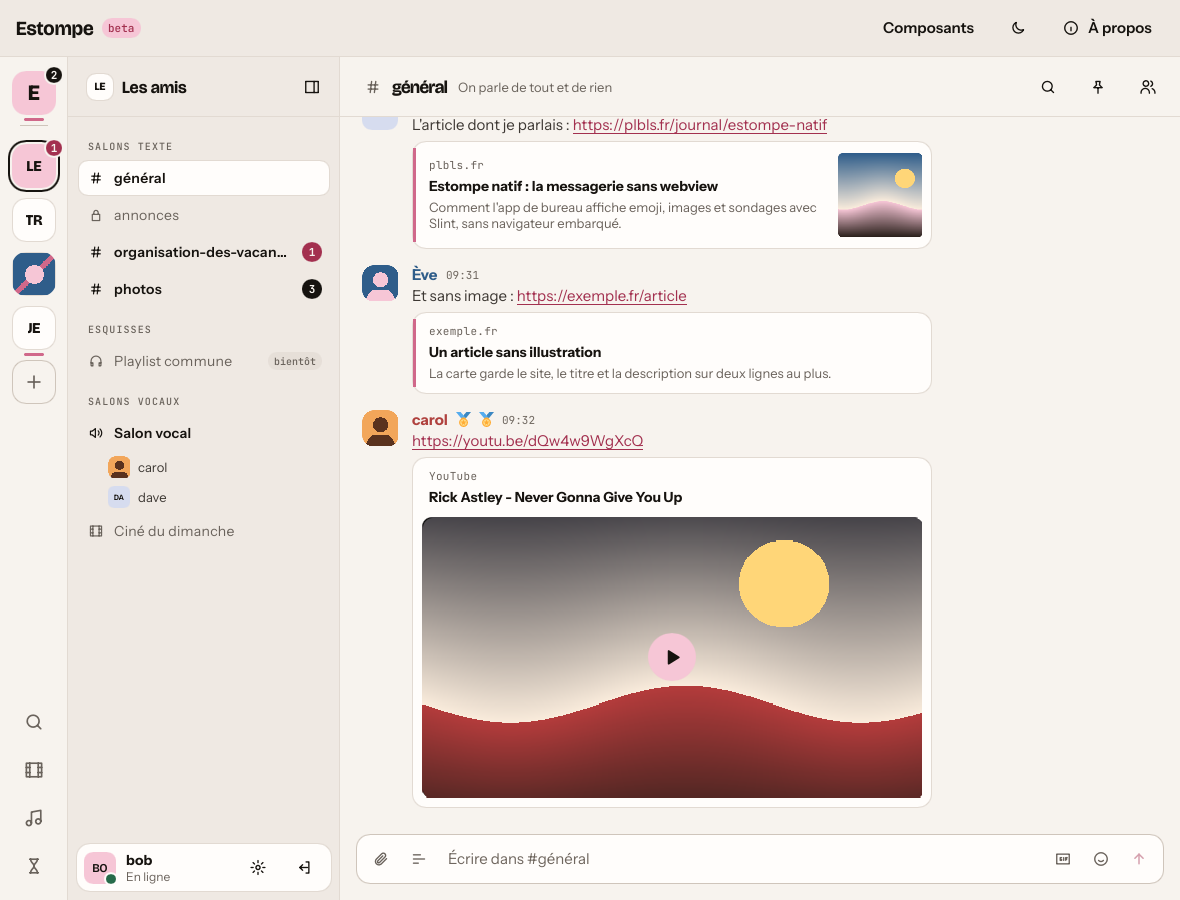 Estompe beta
Composants
À propos
E
2
LE
1
TR
JE
LE Les amis
SALONS TEXTE
# général
annonces
# organisation-des-vacan... 1
# photos 3
ESQUISSES
Playlist commune bientôt
SALONS VOCAUX
Salon vocal
carol
DA dave
Ciné du dimanche
BO bob
En ligne
# général On parle de tout et de rien
L'article dont je parlais : https://plbls.fr/journal/estompe-natif
plbls.fr
Estompe natif : la messagerie sans webview
Comment l'app de bureau affiche emoji, images et sondages avec
Slint, sans navigateur embarqué.
Ève 09:31
Et sans image : https://exemple.fr/article
exemple.fr
Un article sans illustration
La carte garde le site, le titre et la description sur deux lignes au plus.
carol 09:32
https://youtu.be/dQw4w9WgXcQ
YouTube
Rick Astley - Never Gonna Give You Up
Écrire dans #général
GIF